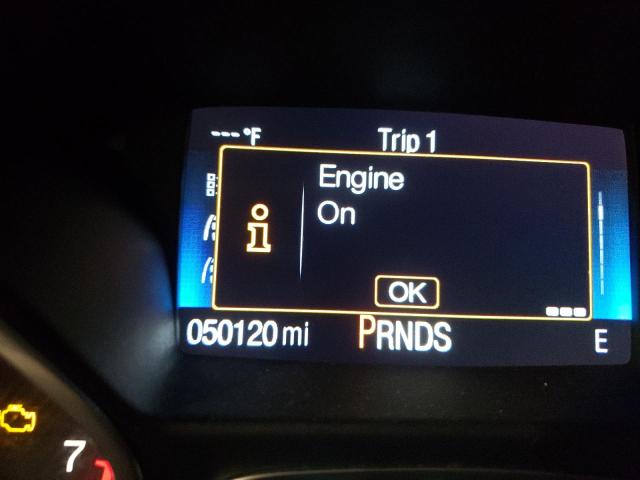 ---°F Trip 1
Engine
On
OK
050120 mi PRNDS E
7